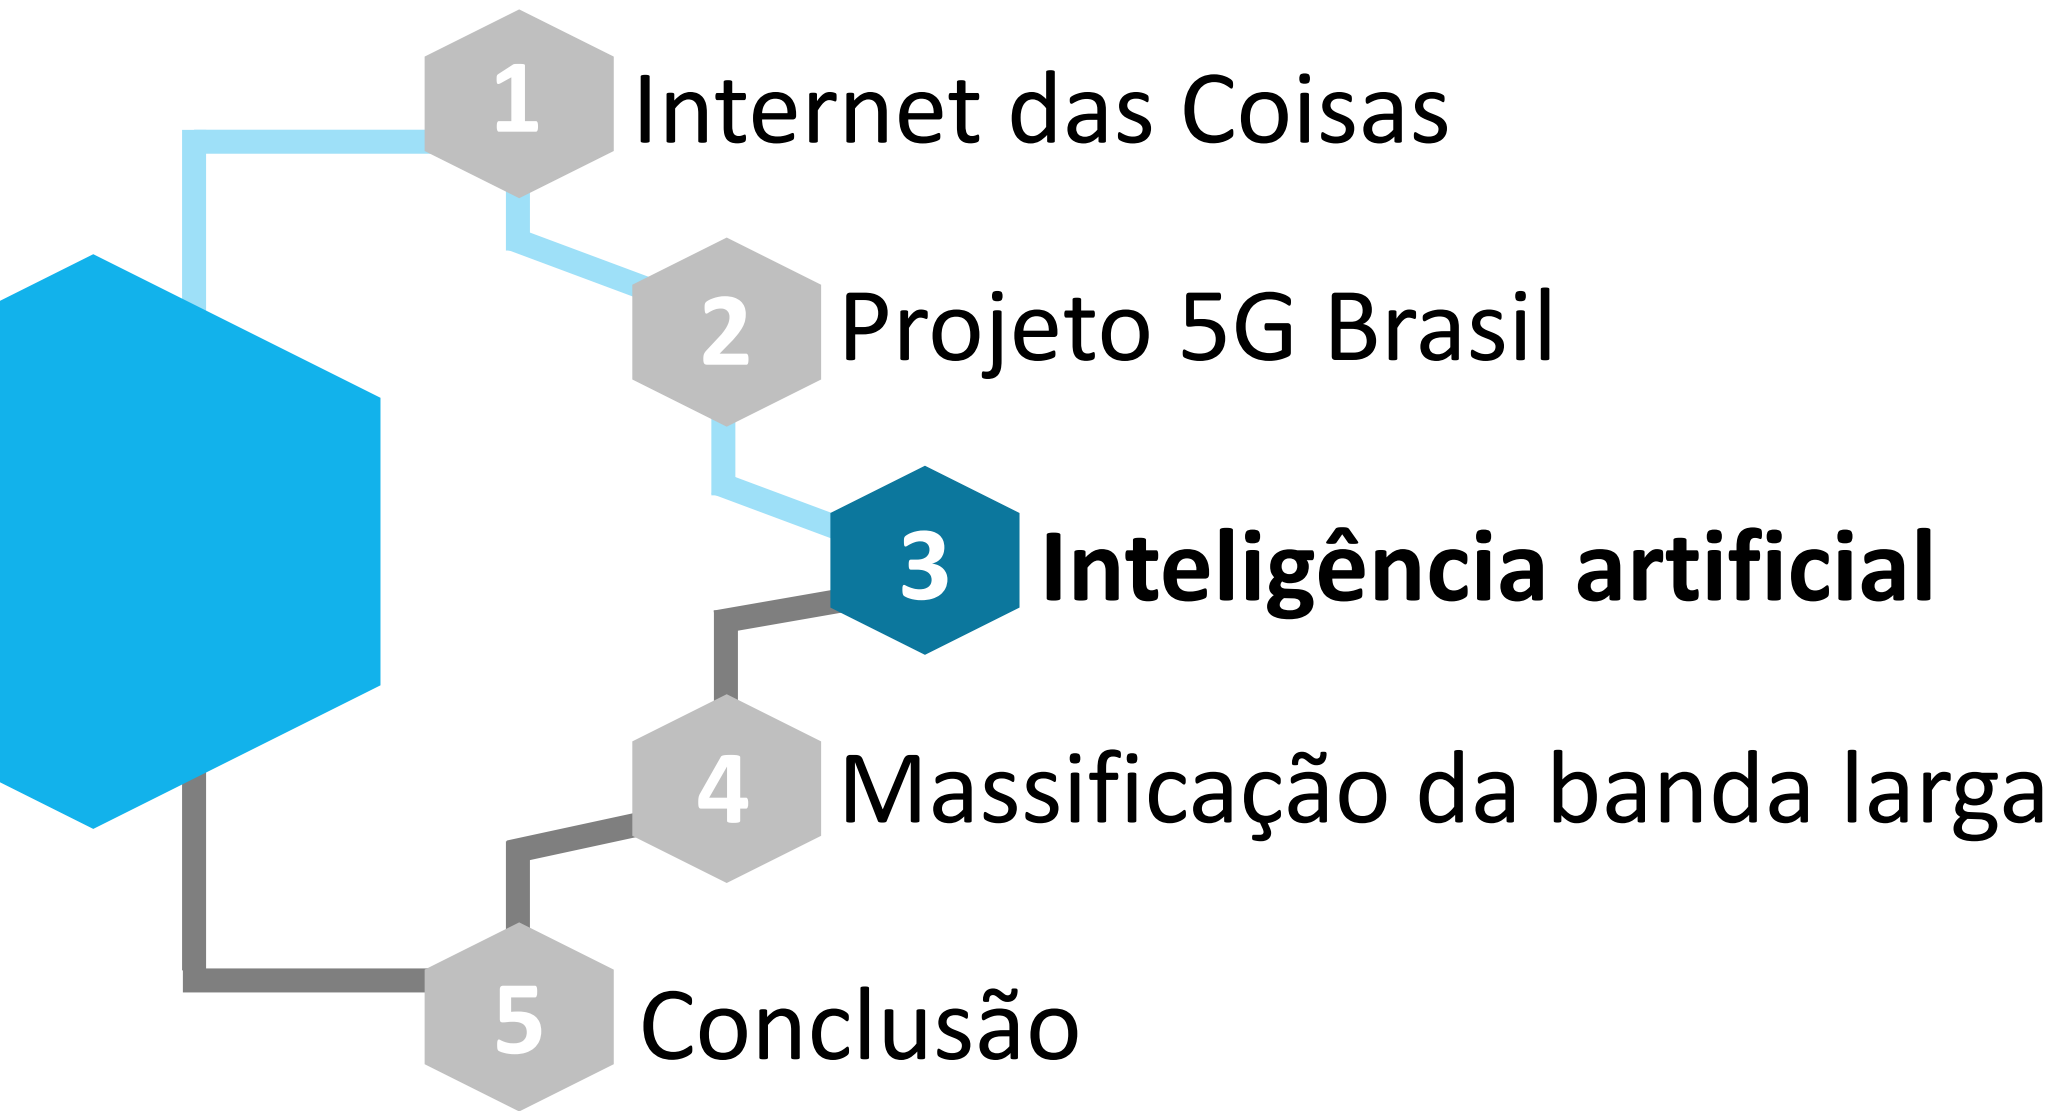 1 Internet das Coisas
2 Projeto 5G Brasil
3 Inteligência artificial
4 Massificação da banda larga
5 Conclusão